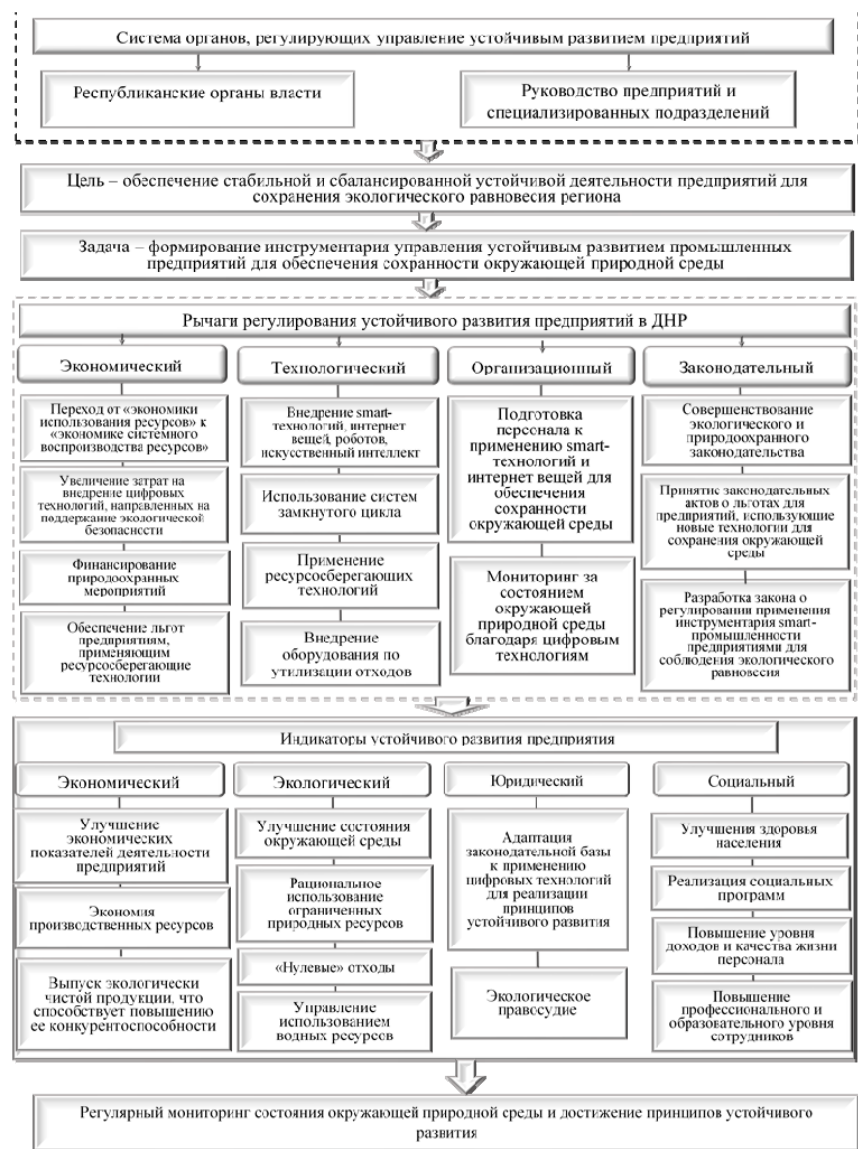 Система органов, регулирующих управление устойчивым развитием предприятий
Республиканские органы власти
Руководство предприятий и
специализированных подразделений
Цель – обеспечение стабильной и сбалансированной устойчивой деятельности предприятий для
сохранения экологического равновесия региона
Задача – формирование инструментария управления устойчивым развитием промышленных
предприятий для обеспечения сохранности окружающей природной среды
Рычаги регулирования устойчивого развития предприятий в ДНР
Экономический
Переход от «экономики
использования ресурсов» к
«экономике системного
воспроизводства ресурсов»
Увеличение затрат на
внедрение цифровых
технологий, направленных на
поддержание экологической
безопасности
Финансирование
природоохранных
мероприятий
Обеспечение льгот
предприятиям,
применяющим
ресурсосберегающие
технологии
Технологический
Внедрение smart-
технологий, интернет
вещей, роботов,
искусственный интеллект
Использование систем
замкнутого цикла
Применение
ресурсосберегающих
технологий
Внедрение
оборудования по
утилизации отходов
Организационный
Подготовка
персонала к
применению smart-
технологий и
интернет вещей для
обеспечения
сохранности
окружающей среды
Мониторинг за
состоянием
окружающей
природной среды
благодаря цифровым
технологиям
Законодательный
Совершенствование
экологического и
природоохранного
законодательства
Принятие законодательных
актов о льготах для
предприятий, использующие
новые технологии для
сохранения окружающей
среды
Разработка закона о
регулирования применения
инструментария smart-
промышленности
предприятиями для
соблюдения экологического
равновесия
Индикаторы устойчивого развития предприятия
Экономический
Улучшение
экономических
показателей деятельности
предприятий
Экономия
производственных ресурсов
Выпуск экологически
чистой продукции, что
способствует повышению
ее конкурентоспособности
Экологический
Улучшение состояния
окружающей среды
Рациональное
использование
ограниченных
природных ресурсов
«Нулевые» отходы
Управление
использованием
водных ресурсов
Юридический
Адаптация
законодательной базы
к применению
цифровых технологий
для реализации
принципов
устойчивого развития
Экологическое
правосудие
Социальный
Улучшения здоровья
населения
Реализация социальных
программ
Повышение уровня
доходов и качества жизни
персонала
Повышение
профессионального и
образовательного уровня
сотрудников
Регулярный мониторинг состояния окружающей природной среды и достижение принципов устойчивого
развития